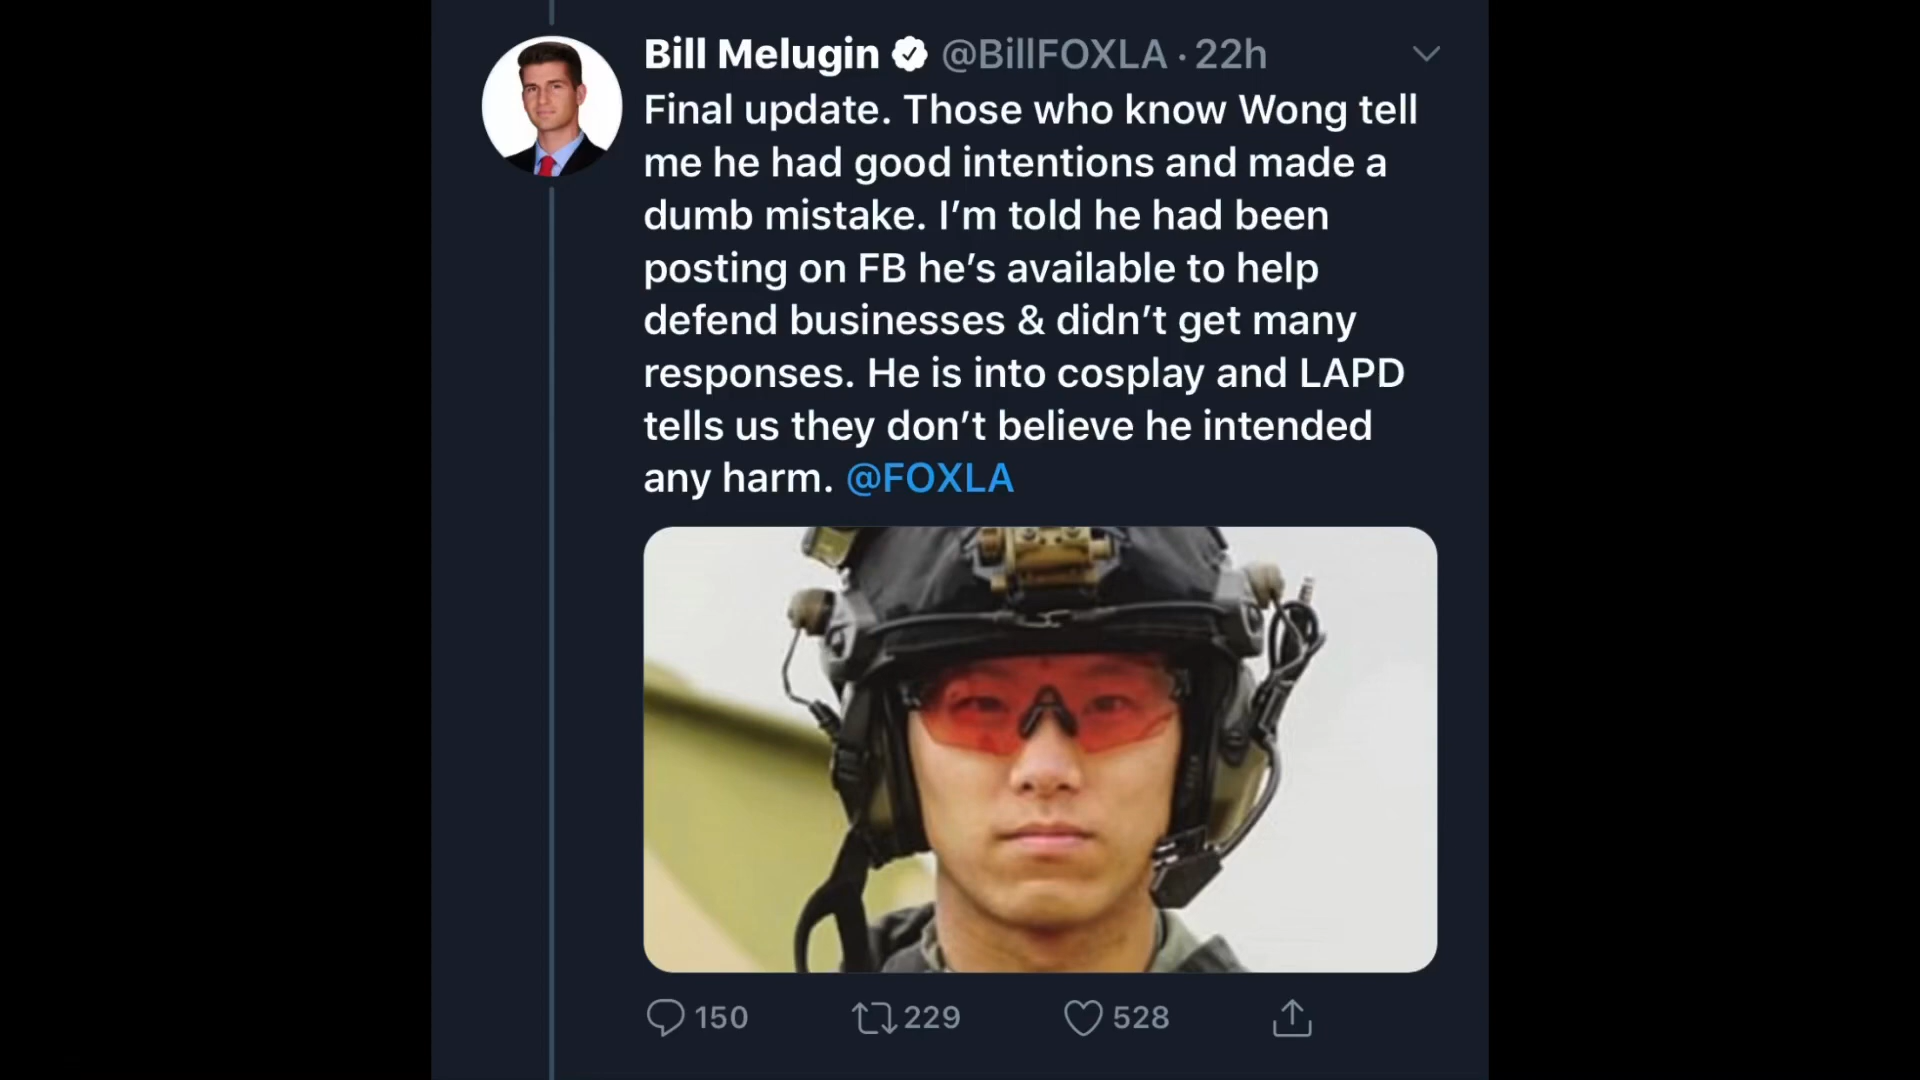 Bill Melugin @BillFOXLA · 22h
Final update. Those who know Wong tell
me he had good intentions and made a
dumb mistake. I’m told he had been
posting on FB he’s available to help
defend businesses & didn’t get many
responses. He is into cosplay and LAPD
tells us they don’t believe he intended
any harm. @FOXLA
150 229 528